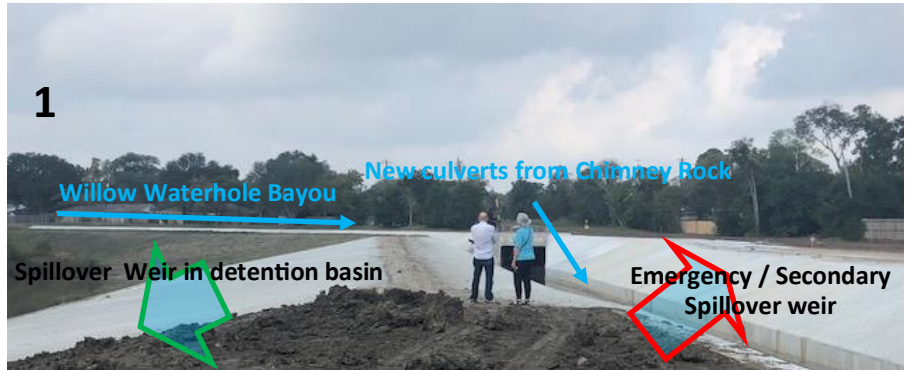 1
New culverts from Chimney Rock
Willow Waterhole Bayou
Spillover Weir in detention basin
Emergency / Secondary
Spillover weir